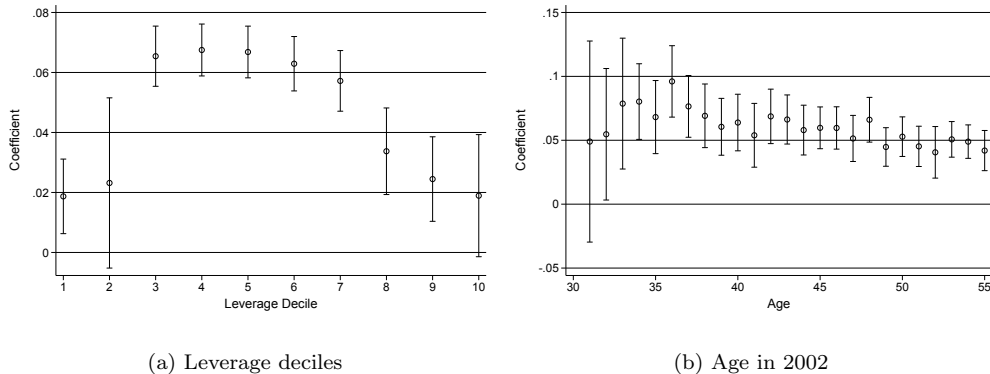 .08
.06
.04
.02
0
Coefficient
1 2 3 4 5 6 7 8 9 10
Leverage Decile
(a) Leverage deciles
.15
.1
.05
0
-.05
Coefficient
30 35 40 45 50 55
Age
(b) Age in 2002